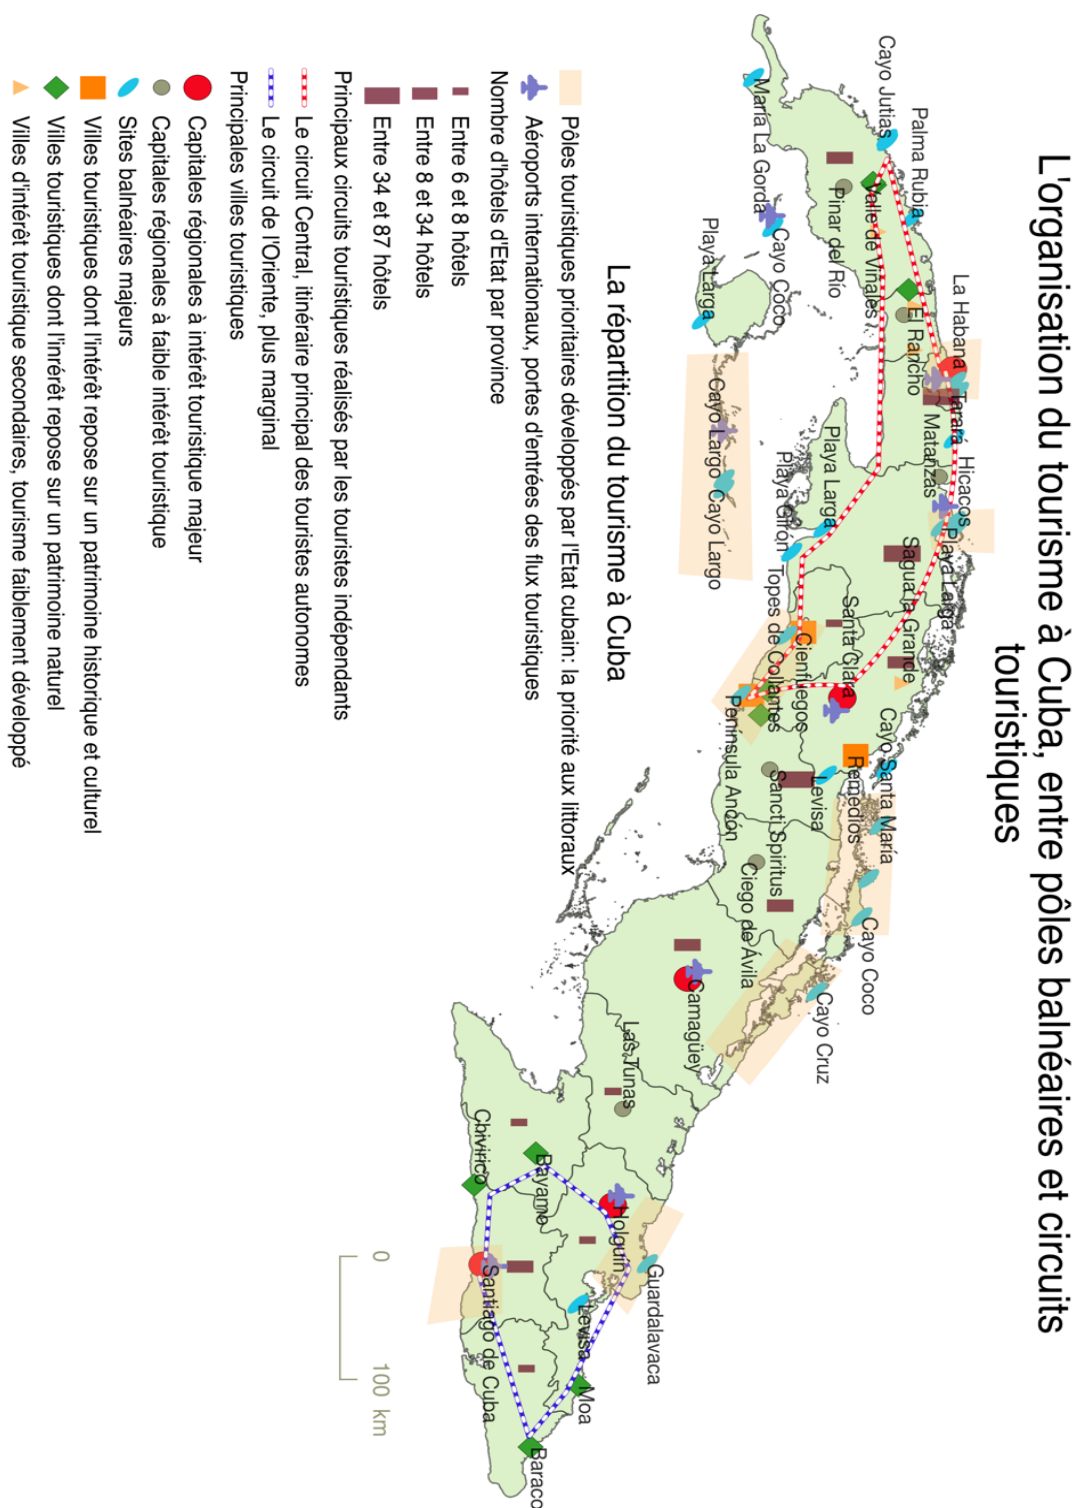 L'organisation du tourisme à Cuba, entre pôles balnéaires et circuits
touristiques
Cayo Jutias
Palma Rubia
La Habana
Tarará
Hicacos
Playa Larga
Matanzas
María La Gorda
Pinar del Río
Valle de Viñales
El Rancho
Cayo Coco
Playa Larga
Cayo Largo
Cayo Largo
Playa Larga
Playa Girón
Sagua la Grande
Santa Clara
Cienfuegos
Topes de Collantes
Península Ancón
Cayo Santa María
Remedios
Levisa
Sancti Spiritus
Ciego de Ávila
Cayo Coco
Cayo Cruz
Camagüey
Las Tunas
Holguín
Guardalavaca
Bayamo
Chivirico
Santiago de Cuba
Levisa
Moa
Baraco
0
100 km
La répartition du tourisme à Cuba
Pôles touristiques prioritaires développés par l'Etat cubain: la priorité aux littoraux
Aéroports internationaux, portes d'entrées des flux touristiques
Nombre d'hôtels d'Etat par province
Entre 6 et 8 hôtels
Entre 8 et 34 hôtels
Entre 34 et 87 hôtels
Principaux circuits touristiques réalisés par les touristes indépendants
Le circuit Central, itinéraire principal des touristes autonomes
Le circuit de l'Oriente, plus marginal
Principales villes touristiques
Capitales régionales à intérêt touristique majeur
Capitales régionales à faible intérêt touristique
Sites balnéaires majeurs
Villes touristiques dont l'intérêt repose sur un patrimoine historique et culturel
Villes touristiques dont l'inrérêt repose sur un patrimoine naturel
Villes d'intérêt touristique secondaires, tourisme faiblement développé